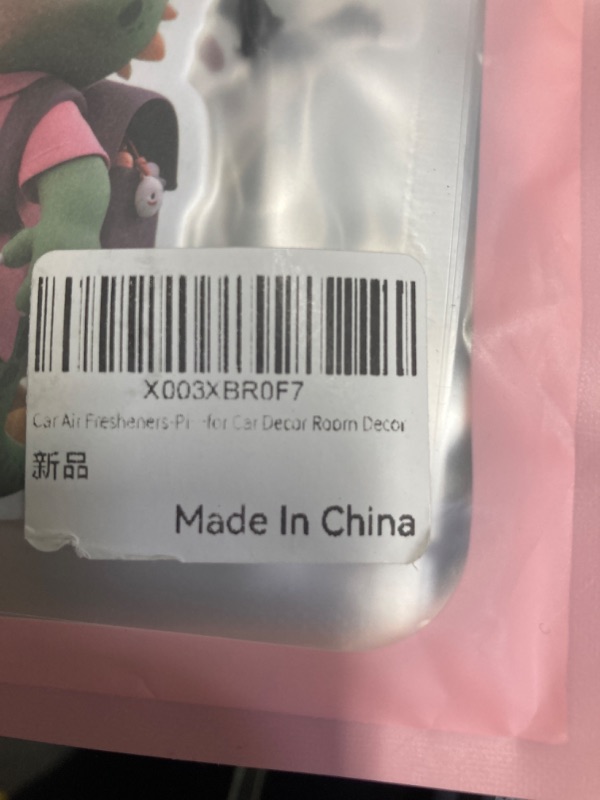 X003XBR0F7
Car Air Fresheners-Pi -for Car Decor Room Decor
新品
Made In China